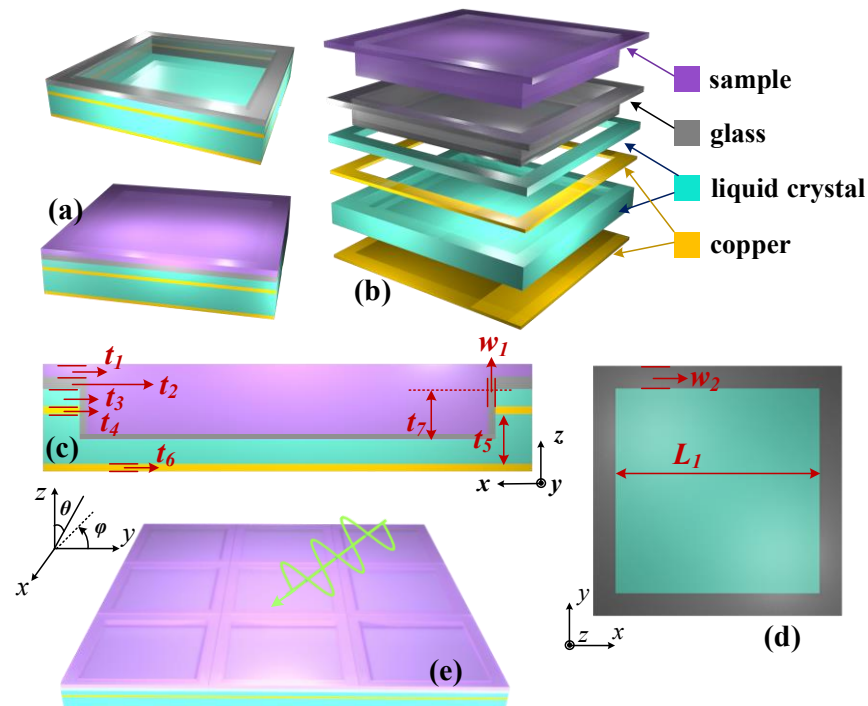 sample
glass
liquid crystal
copper
(a)
(b)
t1
t2
t3
t4
w1
t7
t5
t6
(c)
z
x
y
w2
L1
y
z
x
(d)
z
θ
φ
y
x
(e)